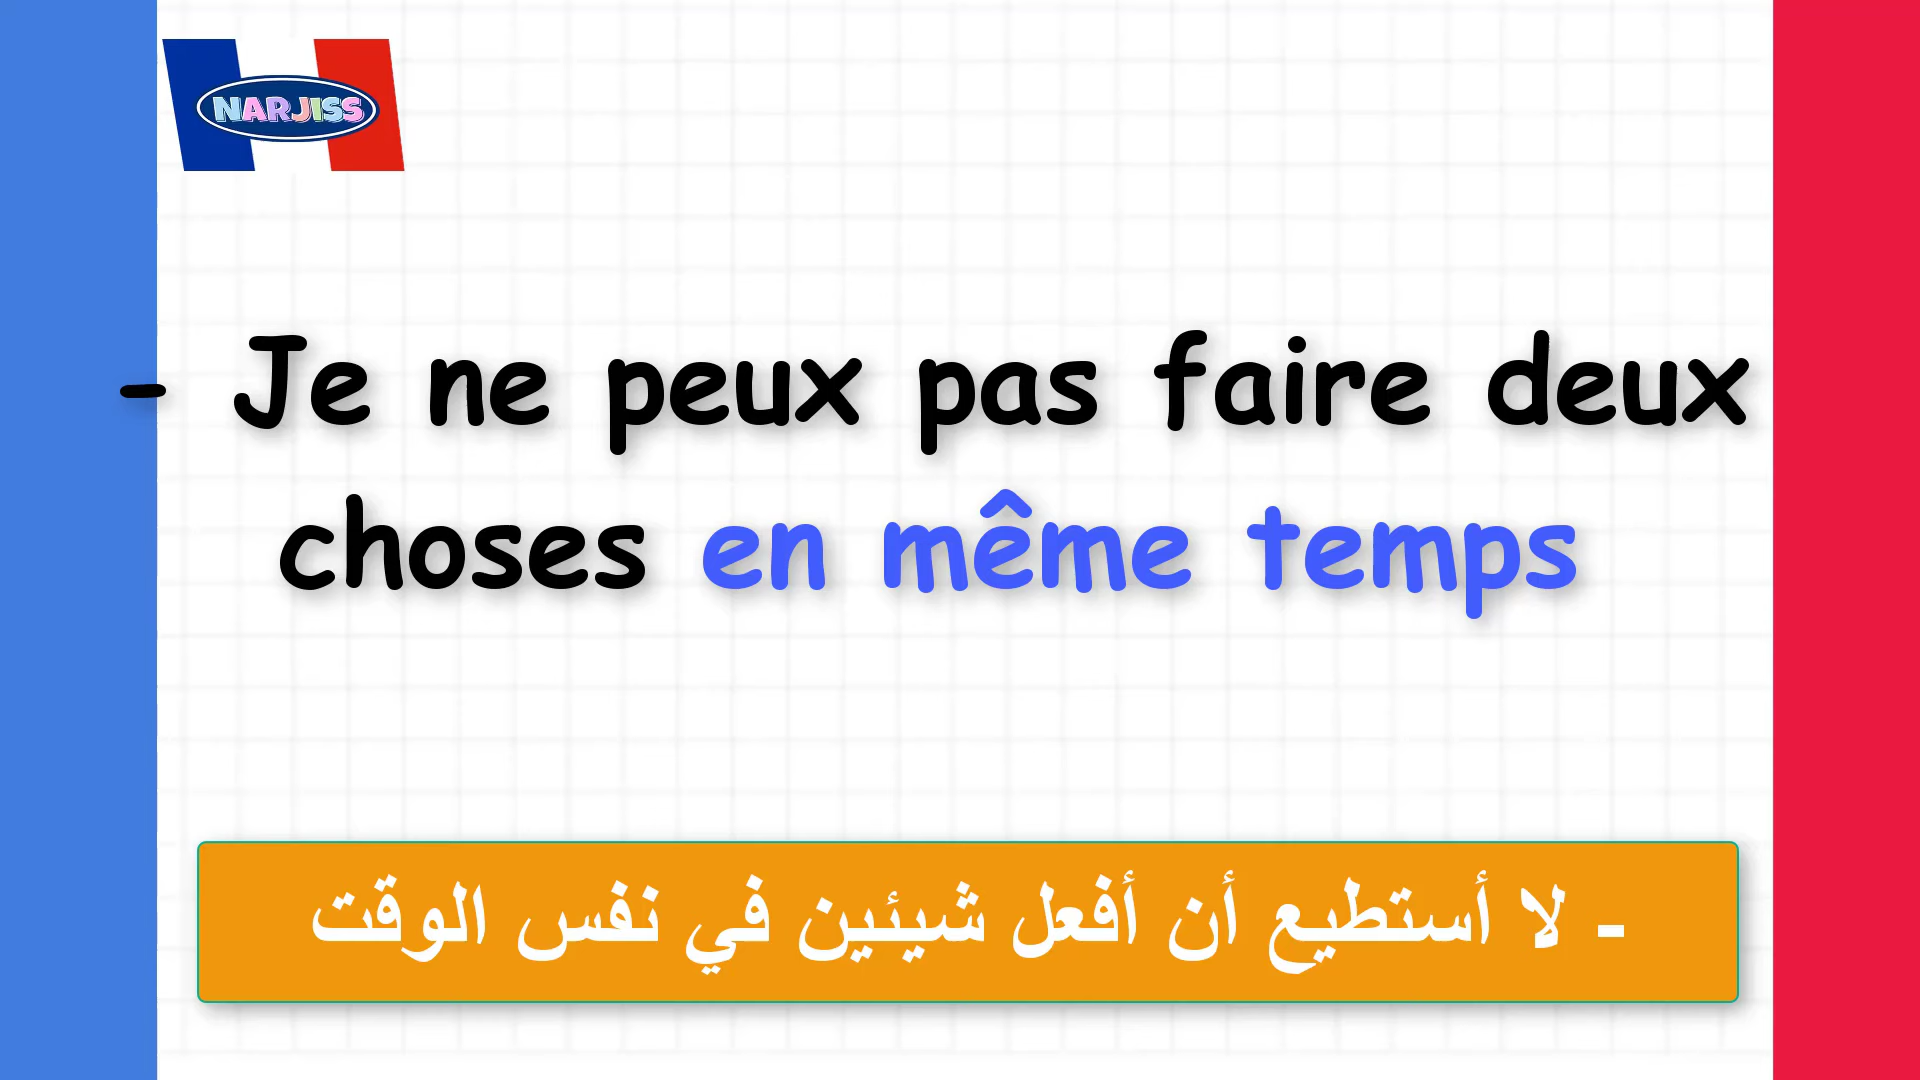 NARJISS
- Je ne peux pas faire deux
choses en même temps
- لا أستطيع أن أفعل شيئين في نفس الوقت